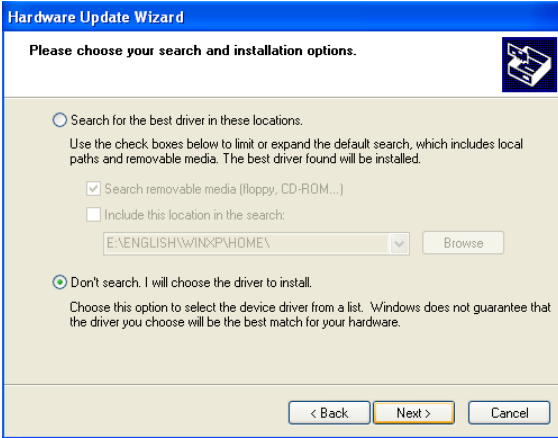 Hardware Update Wizard
Please choose your search and installation options.
Search for the best driver in these locations.
Use the check boxes below to limit or expand the default search, which includes local
paths and removable media. The best driver found will be installed.
Search removable media (floppy, CD-ROM...)
Include this location in the search:
E:\ENGLISH\WINXP\HOME\
Browse
Don't search. I will choose the driver to install.
Choose this option to select the device driver from a list. Windows does not guarantee that
the driver you choose will be the best match for your hardware.
< Back
Next >
Cancel